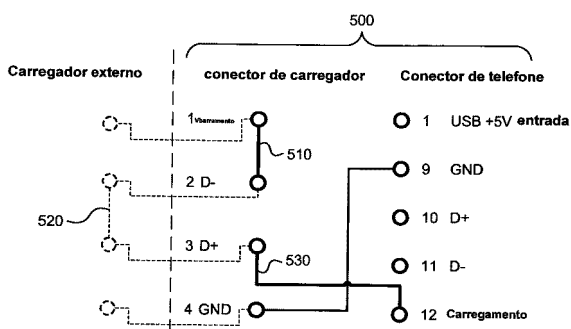 500
Carregador externo
conector de carregador
Conector de telefone
1 Vbarramento
1 USB +5V entrada
510
9 GND
2 D-
520
10 D+
3 D+
530
11 D-
4 GND
12 Carregamento